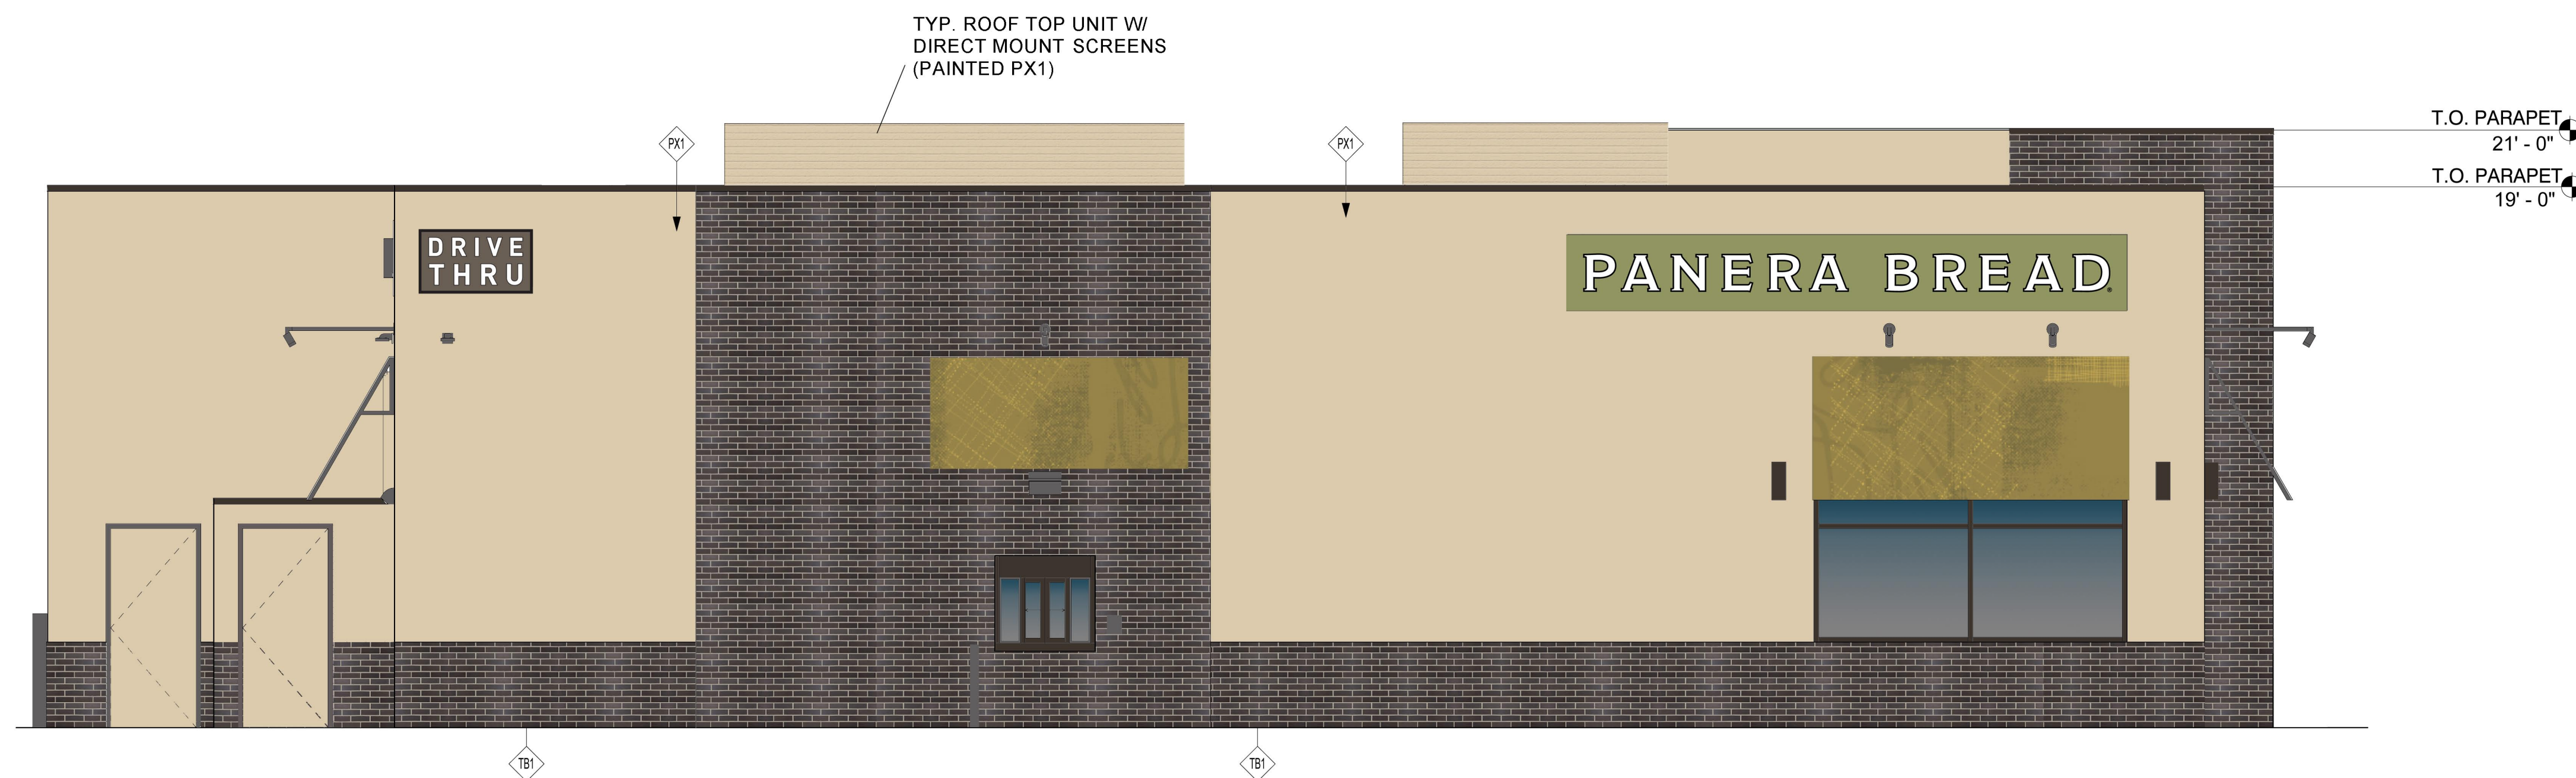 TYP. ROOF TOP UNIT W/
DIRECT MOUNT SCREENS
(PAINTED PX1)
PX1
PX1
T.O. PARAPET
21' - 0"
T.O. PARAPET
19' - 0"
DRIVE
THRU
PANERA BREAD®
TB1
TB1